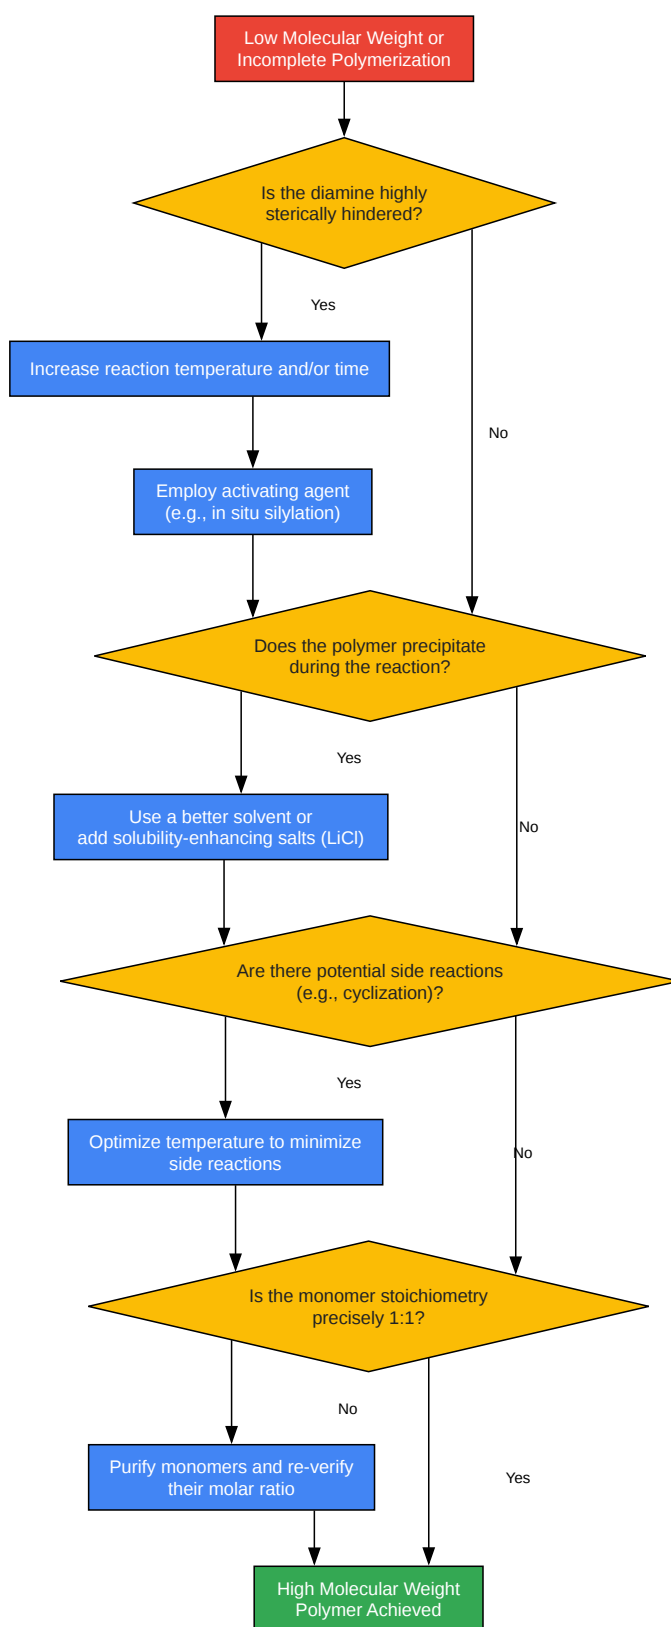 Low Molecular Weight or
Incomplete Polymerization
Is the diamine highly
sterically hindered?
Yes
Increase reaction temperature and/or time
No
Employ activating agent
(e.g., in situ silylation)
Does the polymer precipitate
during the reaction?
Yes
Use a better solvent or
add solubility-enhancing salts (LiCl)
No
Are there potential side reactions
(e.g., cyclization)?
Yes
Optimize temperature to minimize
side reactions
No
Is the monomer stoichiometry
precisely 1:1?
No
Purify monomers and re-verify
their molar ratio
Yes
High Molecular Weight
Polymer Achieved